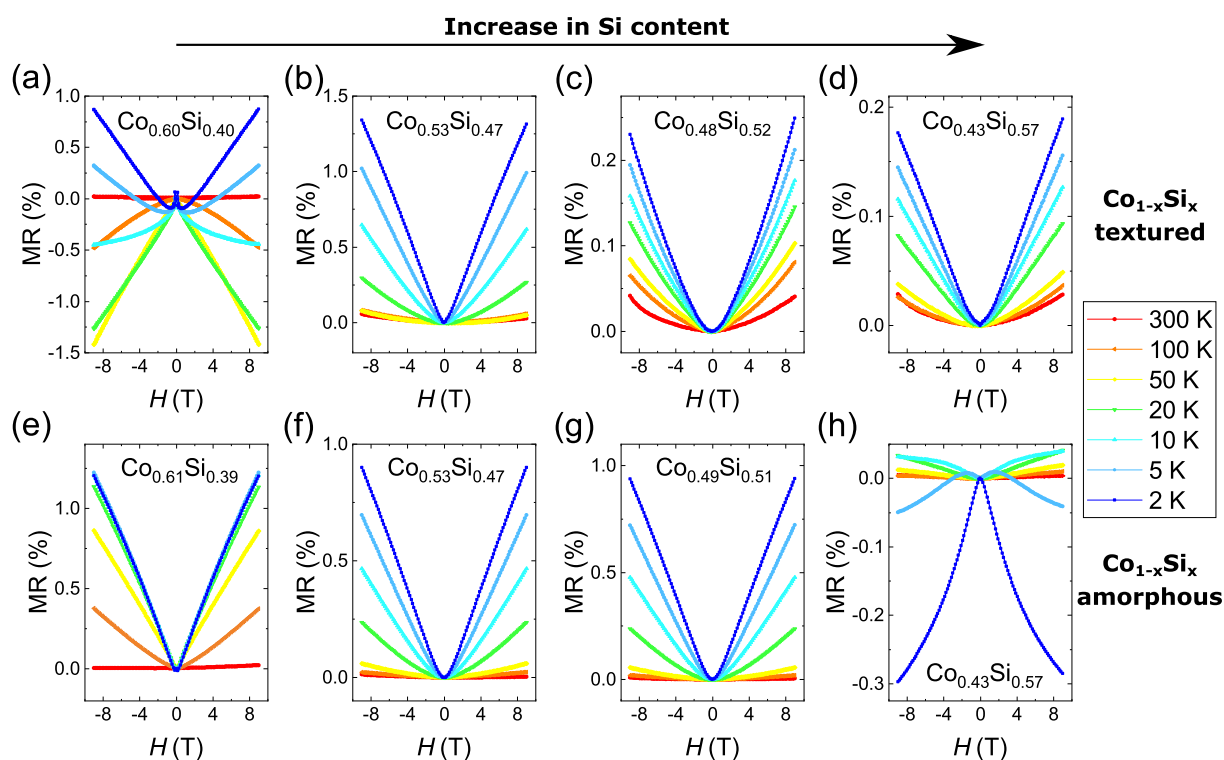 Increase in Si content
(a) (b) (c) (d)
Co0.60Si0.40
Co0.53Si0.47
Co0.48Si0.52
Co0.43Si0.57
1.0
0.5
0.0
-0.5
-1.0
-1.5
MR (%)
-8 -4 0 4 8
H (T)
1.5
1.0
0.5
0.0
MR (%)
-8 -4 0 4 8
H (T)
0.2
0.1
0.0
MR (%)
-8 -4 0 4 8
H (T)
0.2
0.1
0.0
MR (%)
-8 -4 0 4 8
H (T)
Co1-xSix
textured
300 K
100 K
50 K
20 K
10 K
5 K
2 K
Co1-xSix
amorphous
(e) (f) (g) (h)
Co0.61Si0.39
Co0.53Si0.47
Co0.49Si0.51
Co0.43Si0.57
1.0
0.5
0.0
MR (%)
-8 -4 0 4 8
H (T)
1.0
0.5
0.0
MR (%)
-8 -4 0 4 8
H (T)
1.0
0.5
0.0
MR (%)
-8 -4 0 4 8
H (T)
0.0
-0.1
-0.2
-0.3
MR (%)
-8 -4 0 4 8
H (T)